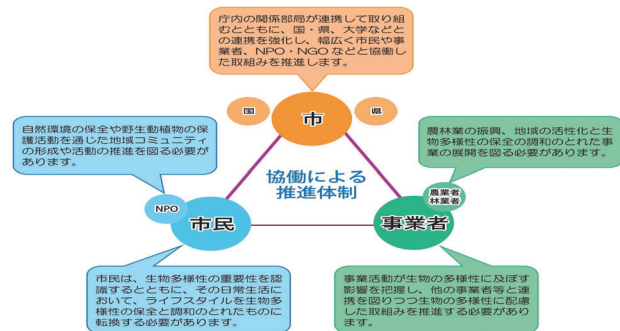 庁内の関係部局が連携して取り組
むとともに、国・県、大学などと
の連携を強化し、幅広く市民や事
業者、NPO・NGOなどと協働し
た取組みを推進します。
国
市
県
自然環境の保全や野生動植物の保
護活動を通じた地域コミュニティ
の形成や活動の推進を図る必要が
あります。
農林業の振興、地域の活性化と生
物多様性の保全の調和のとれた事
業の展開を図る必要があります。
協働による
推進体制
NPO
市民
農業者
林業者
事業者
市民は、生物多様性の重要性を認
識するとともに、その日常生活に
おいて、ライフスタイルを生物多
様性の保全と調和のとれたものに
転換する必要があります。
事業活動が生物の多様性に及ぼす
影響を把握し、他の事業者等と連
携を図りつつ生物の多様性に配慮
した取組みを推進する必要があり
ます。